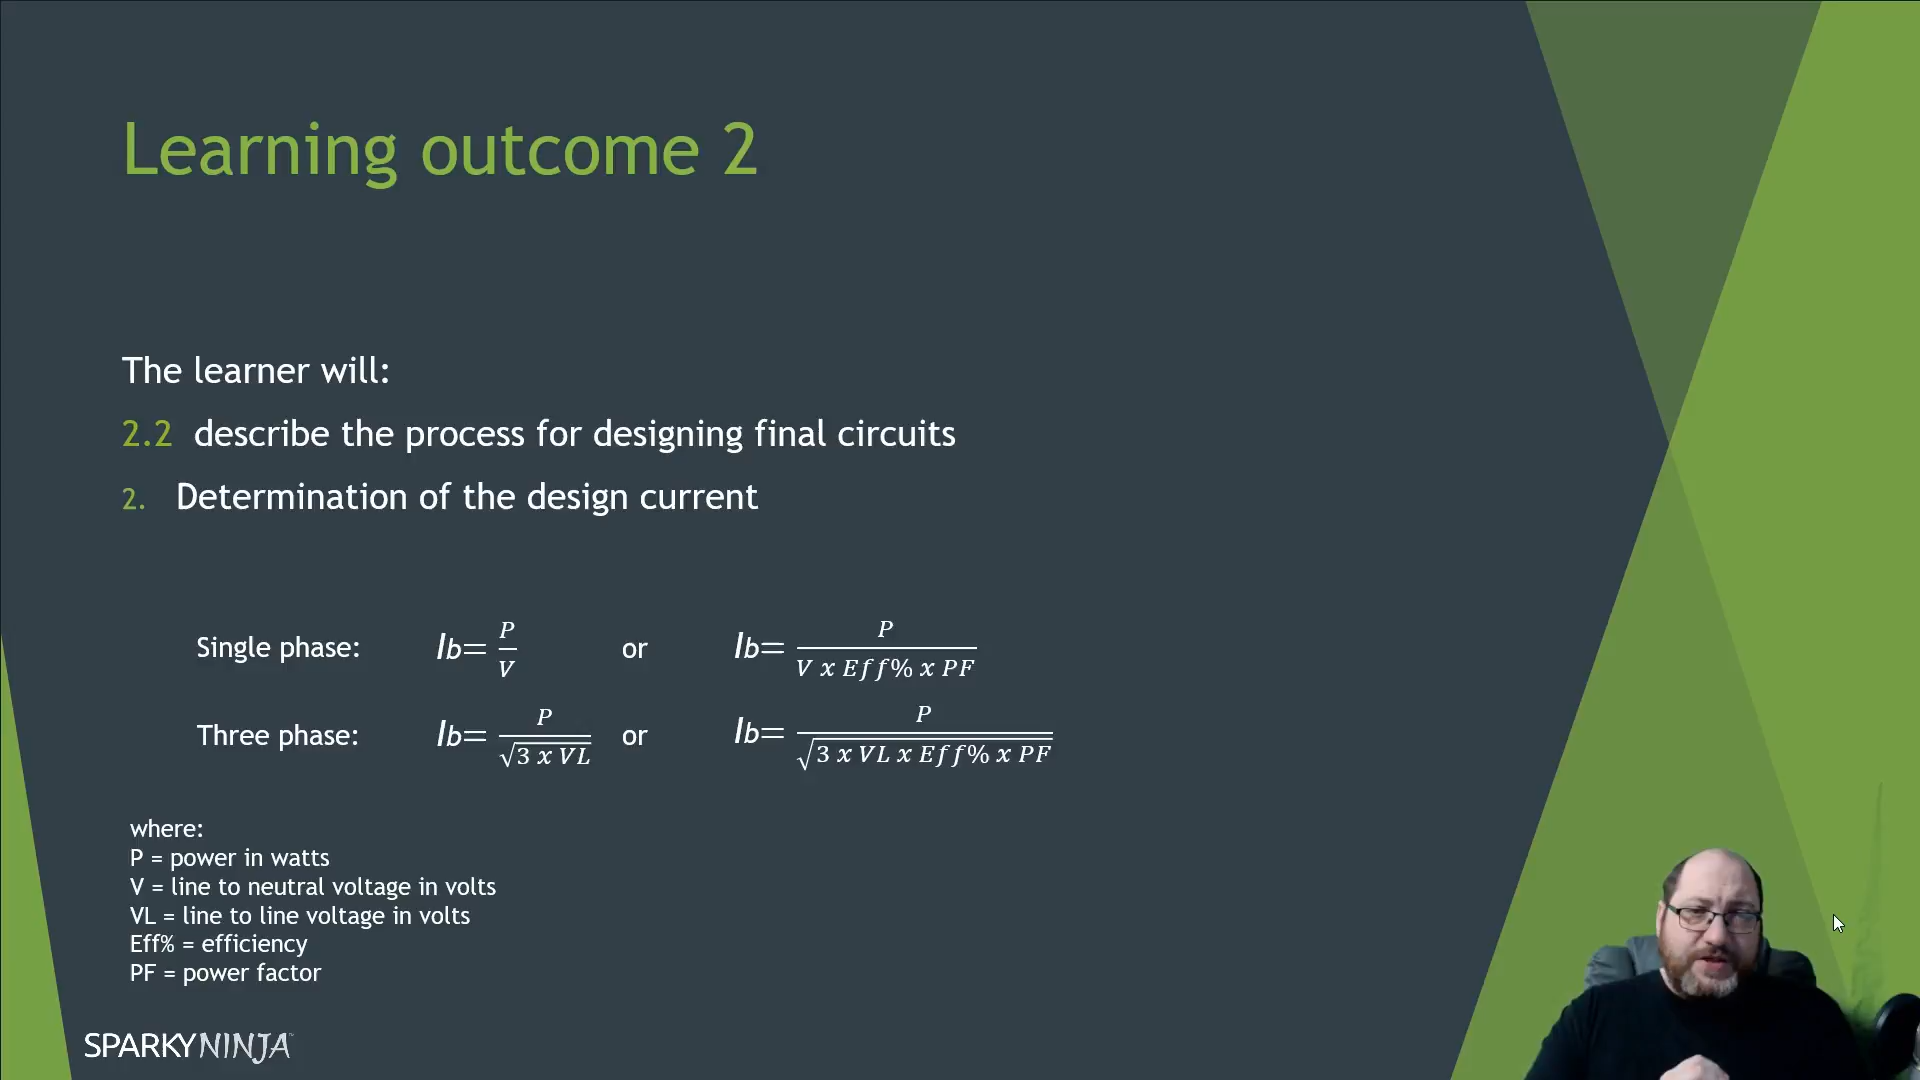 Learning outcome 2
The learner will:
2.2 describe the process for designing final circuits
2. Determination of the design current
Single phase: Ib= P/V or Ib= P/(V x Eff% x PF)
Three phase: Ib= P/√(3 x VL) or Ib= P/√(3 x VL x Eff% x PF)
where:
P = power in watts
V = line to neutral voltage in volts
VL = line to line voltage in volts
Eff% = efficiency
PF = power factor
SPARKYNINJA